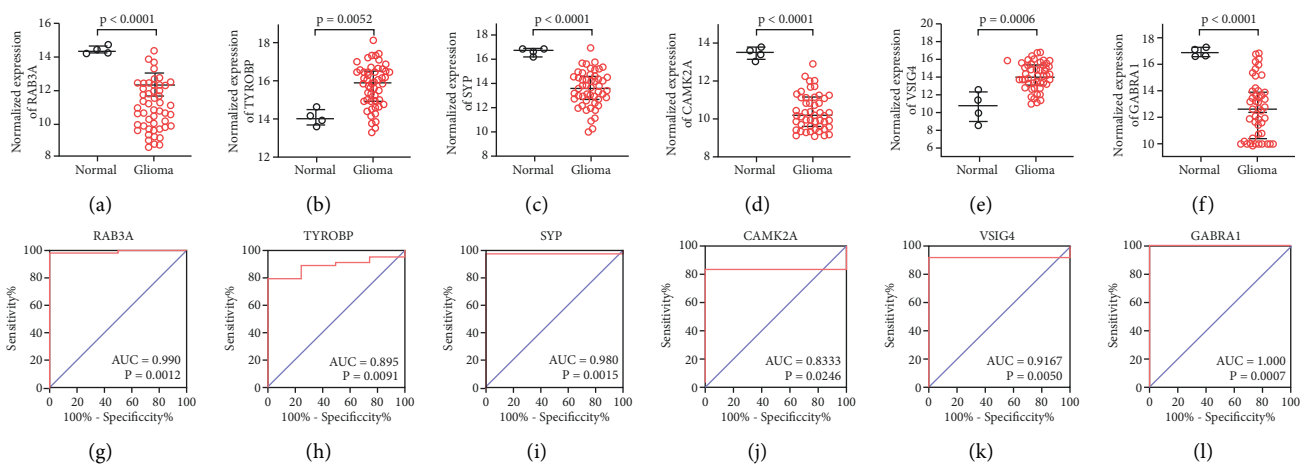 p < 0.0001
Normalized expression
of RAB3A
16
14
12
10
8
Normal Glioma
(a)
p = 0.0052
Normalized expression
of TYROBP
18
16
14
12
Normal Glioma
(b)
p < 0.0001
Normalized expression
of SYP
18
16
14
12
10
8
Normal Glioma
(c)
p < 0.0001
Normalized expression
of CAMK2A
14
12
10
8
Normal Glioma
(d)
p = 0.0006
Normalized expression
of VSIG4
20
18
16
14
12
10
8
6
Normal Glioma
(e)
p < 0.0001
Normalized expression
of GABRA1
18
16
14
12
10
Normal Glioma
(f)
RAB3A
Sensitivity%
100
80
60
40
20
0
AUC = 0.990
P = 0.0012
0 20 40 60 80 100
100% - Specificcity%
(g)
TYROBP
Sensitivity%
100
80
60
40
20
0
AUC = 0.895
P = 0.0091
0 20 40 60 80 100
100% - Specificcity%
(h)
SYP
Sensitivity%
100
80
60
40
20
0
AUC = 0.980
P = 0.0015
0 20 40 60 80 100
100% - Specificcity%
(i)
CAMK2A
Sensitivity%
100
80
60
40
20
0
AUC = 0.8333
P = 0.0246
0 20 40 60 80 100
100% - Specificcity%
(j)
VSIG4
Sensitivity%
100
80
60
40
20
0
AUC = 0.9167
P = 0.0050
0 20 40 60 80 100
100% - Specificcity%
(k)
GABRA1
Sensitivity%
100
80
60
40
20
0
AUC = 1.000
P = 0.0007
0 20 40 60 80 100
100% - Specificcity%
(l)